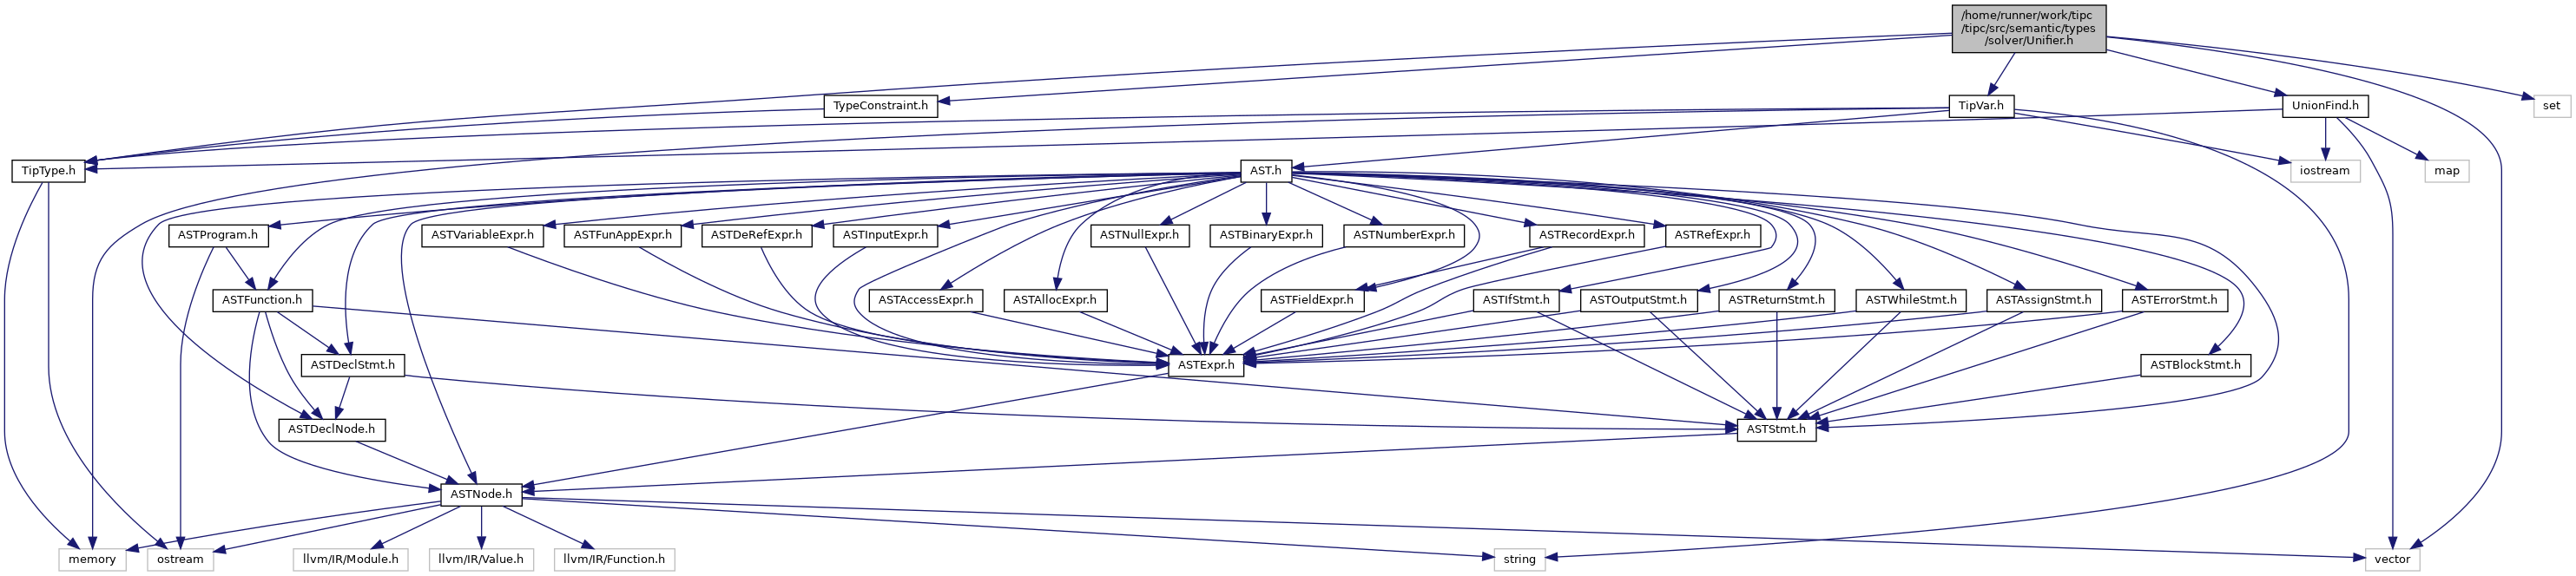 /home/runner/work/tipc
/tipc/src/semantic/types
/solver/Unifier.h
TypeConstraint.h
TipVar.h
UnionFind.h
set
TipType.h
AST.h
iostream
map
ASTProgram.h
ASTVariableExpr.h
ASTFunAppExpr.h
ASTDeRefExpr.h
ASTInputExpr.h
ASTNullExpr.h
ASTBinaryExpr.h
ASTNumberExpr.h
ASTRecordExpr.h
ASTRefExpr.h
ASTFunction.h
ASTAccessExpr.h
ASTAllocExpr.h
ASTFieldExpr.h
ASTIfStmt.h
ASTOutputStmt.h
ASTReturnStmt.h
ASTWhileStmt.h
ASTAssignStmt.h
ASTErrorStmt.h
ASTDeclStmt.h
ASTExpr.h
ASTBlockStmt.h
ASTDeclNode.h
ASTStmt.h
ASTNode.h
memory
ostream
llvm/IR/Module.h
llvm/IR/Value.h
llvm/IR/Function.h
string
vector